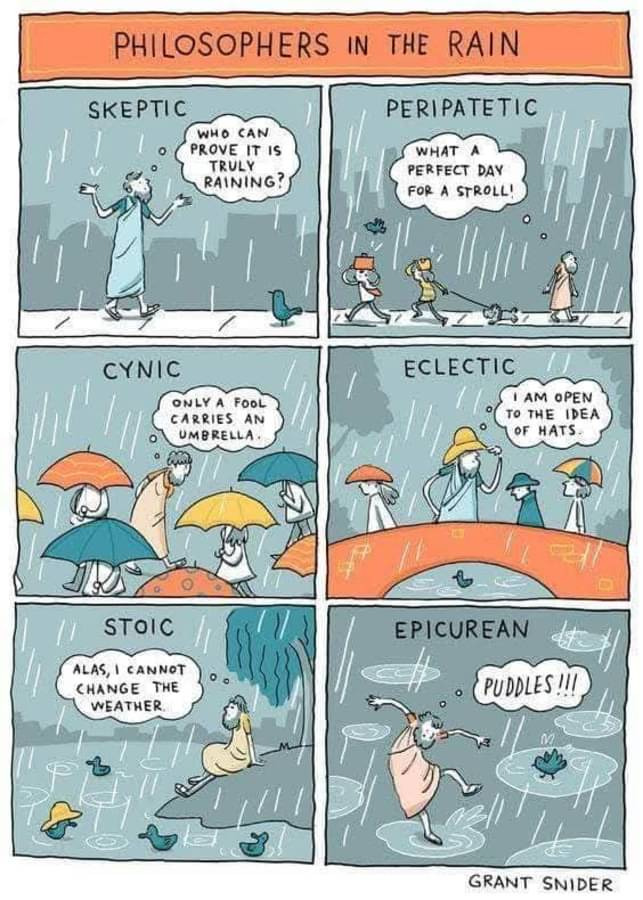 PHILOSOPHERS IN THE RAIN
SKEPTIC
WHO CAN
PROVE IT IS
TRULY
RAINING?
PERIPATETIC
WHAT A
PERFECT DAY
FOR A STROLL!
CYNIC
ONLY A FOOL
CARRIES AN
UMBRELLA.
ECLECTIC
I AM OPEN
TO THE IDEA
OF HATS.
STOIC
ALAS, I CANNOT
CHANGE THE
WEATHER.
EPICUREAN
PUDDLES!!!
GRANT SNIDER